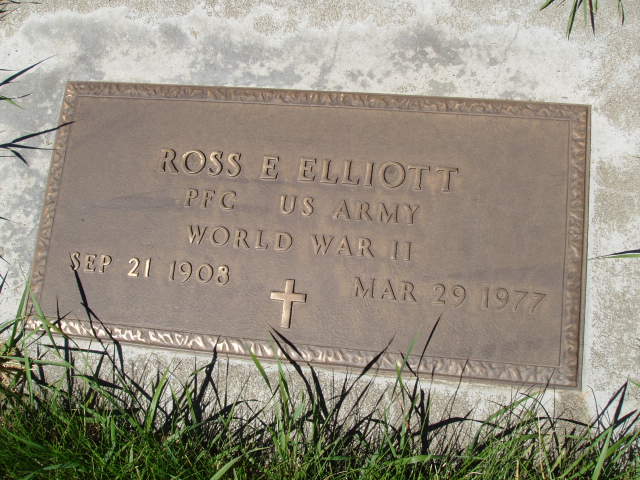 ROSS E ELLIOTT
PFC US ARMY
WORLD WAR II
SEP 21 1908 MAR 29 1977